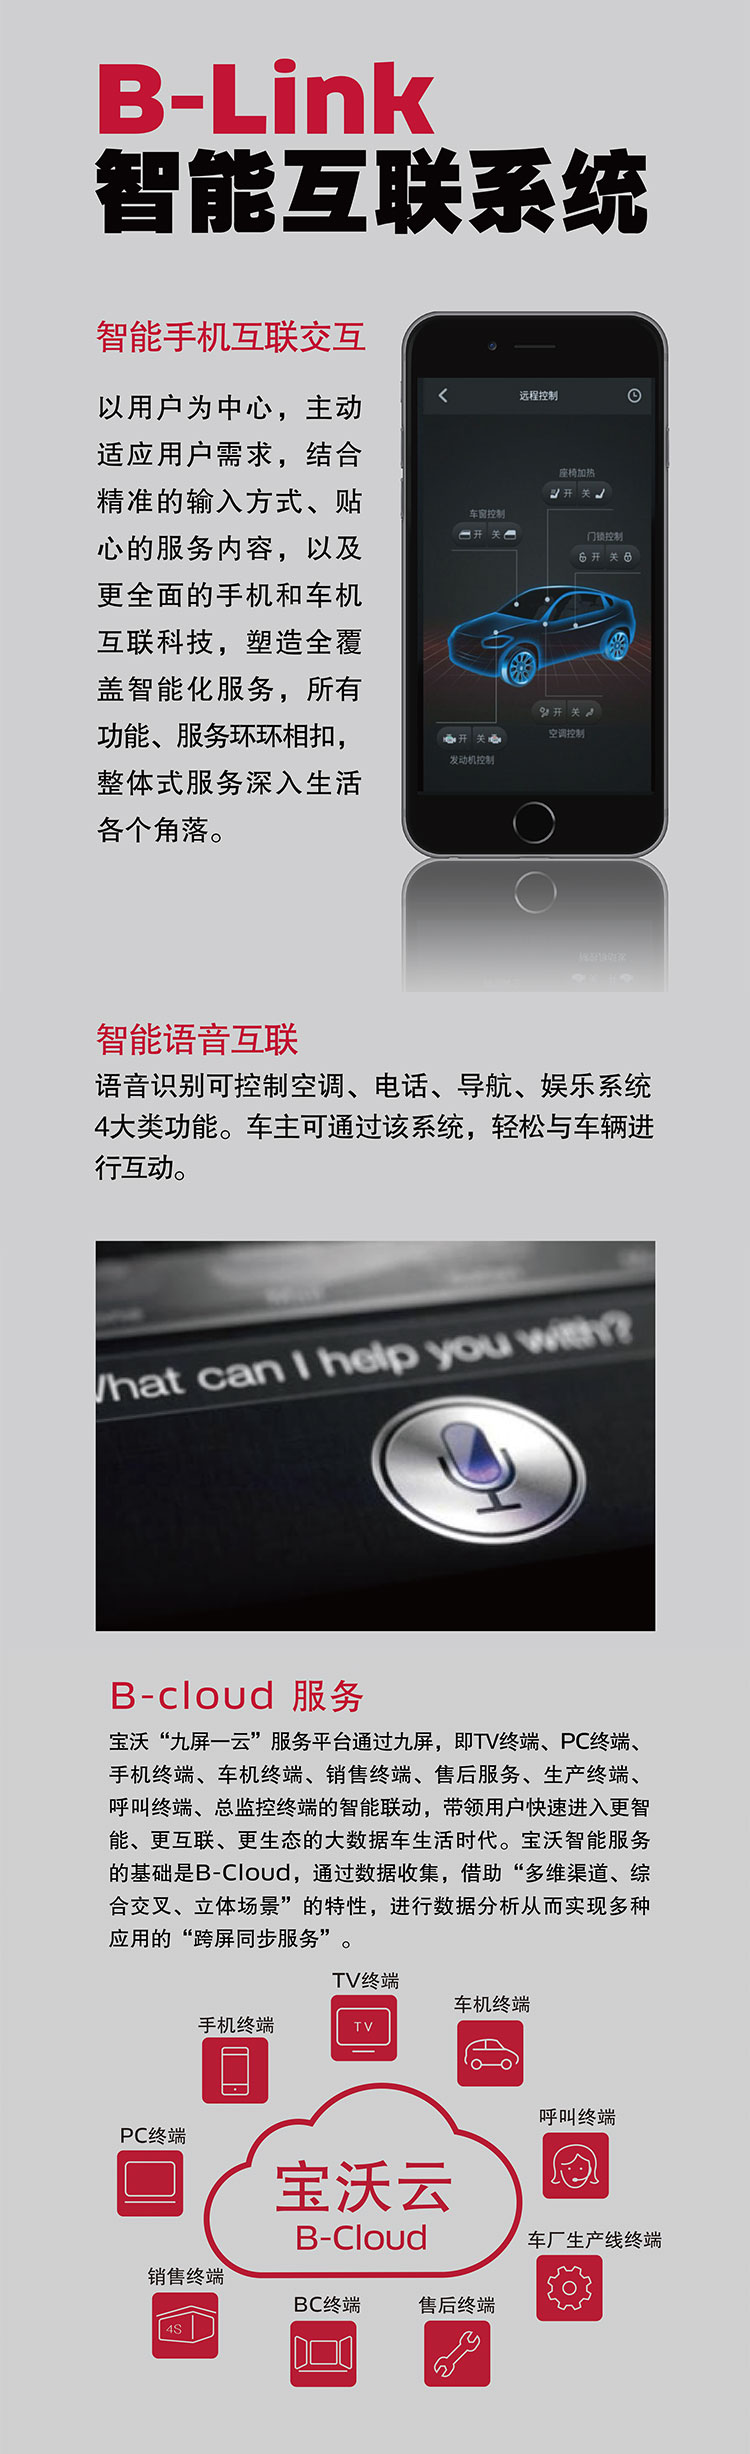 B-Link
智能互联系统
智能手机互联交互
以用户为中心，主动
适应用户需求，结合
精准的输入方式、贴
心的服务内容，以及
更全面的手机和车机
互联科技，塑造全覆
盖智能化服务，所有
功能、服务环环相扣，
整体式服务深入生活
各个角落。
远程控制
座椅加热
开 关
车窗控制
开 关
门锁控制
开 关
开 关
空调控制
开 关
发动机控制
智能语音互联
语音识别可控制空调、电话、导航、娱乐系统
4大类功能。车主可通过该系统，轻松与车辆进
行互动。
What can I help you with?
B-cloud 服务
宝沃“九屏一云”服务平台通过九屏，即TV终端、PC终端、
手机终端、车机终端、销售终端、售后服务、生产终端、
呼叫终端、总监控终端的智能联动，带领用户快速进入更智
能、更互联、更生态的大数据车生活时代。宝沃智能服务
的基础是B-Cloud，通过数据收集，借助“多维渠道、综
合交叉、立体场景”的特性，进行数据分析从而实现多种
应用的“跨屏同步服务”。
TV终端
TV
车机终端
手机终端
呼叫终端
PC终端
宝沃云
B-Cloud
车厂生产线终端
销售终端
4S
BC终端
售后终端